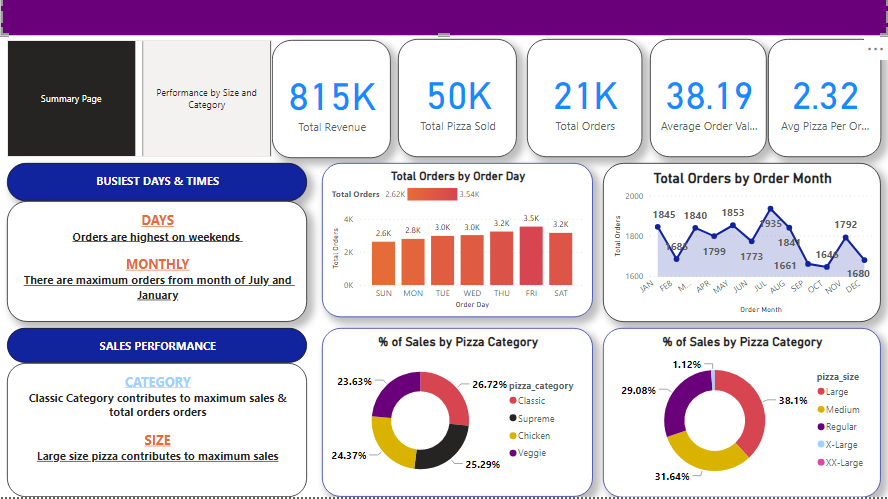 Summary Page
Performance by Size and
Category
815K
Total Revenue
50K
Total Pizza Sold
21K
Total Orders
38.19
Average Order Val...
2.32
Avg Pizza Per Or...
BUSIEST DAYS & TIMES
DAYS
Orders are highest on weekends
MONTHLY
There are maximum orders from month of July and
January
Total Orders by Order Day
Total Orders 2.62K 3.54K
Total Orders
4K
2K
0K
2.6K 2.8K 3.0K 3.0K 3.2K 3.5K 3.2K
SUN MON TUE WED THU FRI SAT
Order Day
Total Orders by Order Month
Total Orders
2000
1800
1600
1845 1685 1840 1799 1853 1773 1935 1841 1661 1646 1792 1680
JAN FEB M... APR MAY JUN JUL AUG SEP OCT NOV DEC
Order Month
SALES PERFORMANCE
CATEGORY
Classic Category contributes to maximum sales &
total orders orders
SIZE
Large size pizza contributes to maximum sales
% of Sales by Pizza Category
23.63%
26.72%
24.37%
25.29%
pizza_category
Classic
Supreme
Chicken
Veggie
% of Sales by Pizza Category
1.12%
29.08%
38.1%
31.64%
pizza_size
Large
Medium
Regular
X-Large
XX-Large